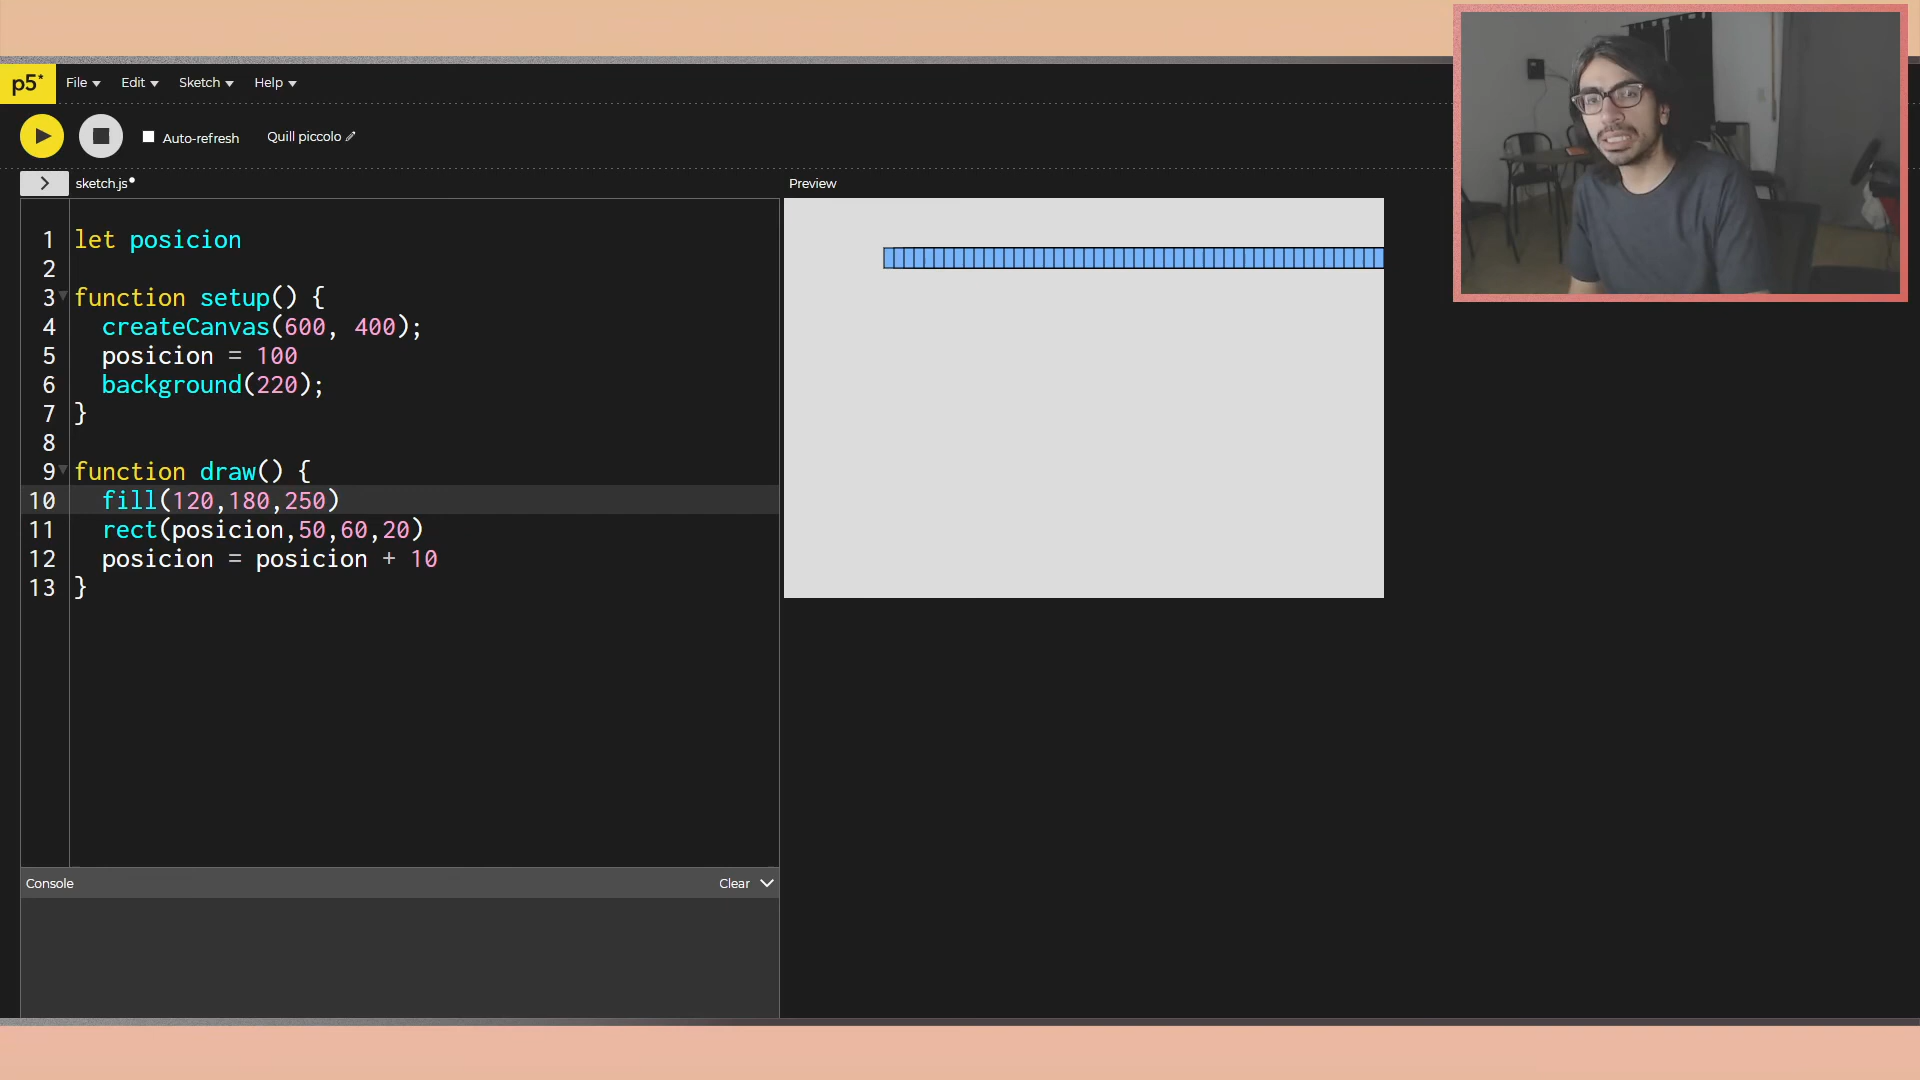 p5* File Edit Sketch Help
Auto-refresh Quill piccolo
> sketch.js• Preview
1 let posicion
2
3 function setup() {
4 createCanvas(600, 400);
5 posicion = 100
6 background(220);
7 }
8
9 function draw() {
10 fill(120,180,250)
11 rect(posicion,50,60,20)
12 posicion = posicion + 10
13 }
Console Clear